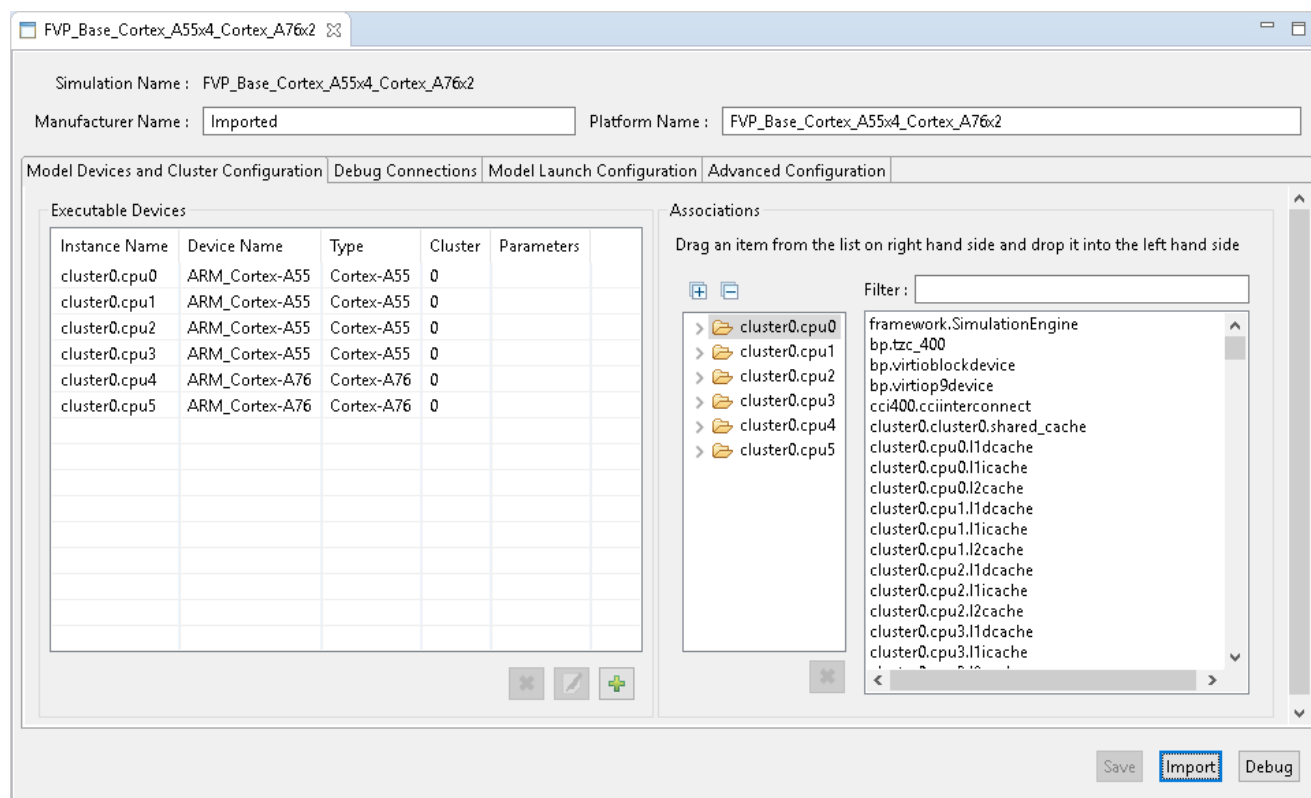 FVP_Base_Cortex_A55x4_Cortex_A76x2
Simulation Name : FVP_Base_Cortex_A55x4_Cortex_A76x2
Manufacturer Name : Imported Platform Name : FVP_Base_Cortex_A55x4_Cortex_A76x2
Model Devices and Cluster Configuration Debug Connections Model Launch Configuration Advanced Configuration
Executable Devices
Instance Name Device Name Type Cluster Parameters
cluster0.cpu0 ARM_Cortex-A55 Cortex-A55 0
cluster0.cpu1 ARM_Cortex-A55 Cortex-A55 0
cluster0.cpu2 ARM_Cortex-A55 Cortex-A55 0
cluster0.cpu3 ARM_Cortex-A55 Cortex-A55 0
cluster0.cpu4 ARM_Cortex-A76 Cortex-A76 0
cluster0.cpu5 ARM_Cortex-A76 Cortex-A76 0
Associations
Drag an item from the list on right hand side and drop it into the left hand side
Filter :
cluster0.cpu0
cluster0.cpu1
cluster0.cpu2
cluster0.cpu3
cluster0.cpu4
cluster0.cpu5
framework.SimulationEngine
bp.tzc_400
bp.virtioblockdevice
bp.virtiop9device
cci400.cciinterconnect
cluster0.cluster0.shared_cache
cluster0.cpu0.l1dcache
cluster0.cpu0.l1icache
cluster0.cpu0.l2cache
cluster0.cpu1.l1dcache
cluster0.cpu1.l1icache
cluster0.cpu1.l2cache
cluster0.cpu2.l1dcache
cluster0.cpu2.l1icache
cluster0.cpu2.l2cache
cluster0.cpu3.l1dcache
cluster0.cpu3.l1icache
Save Import Debug